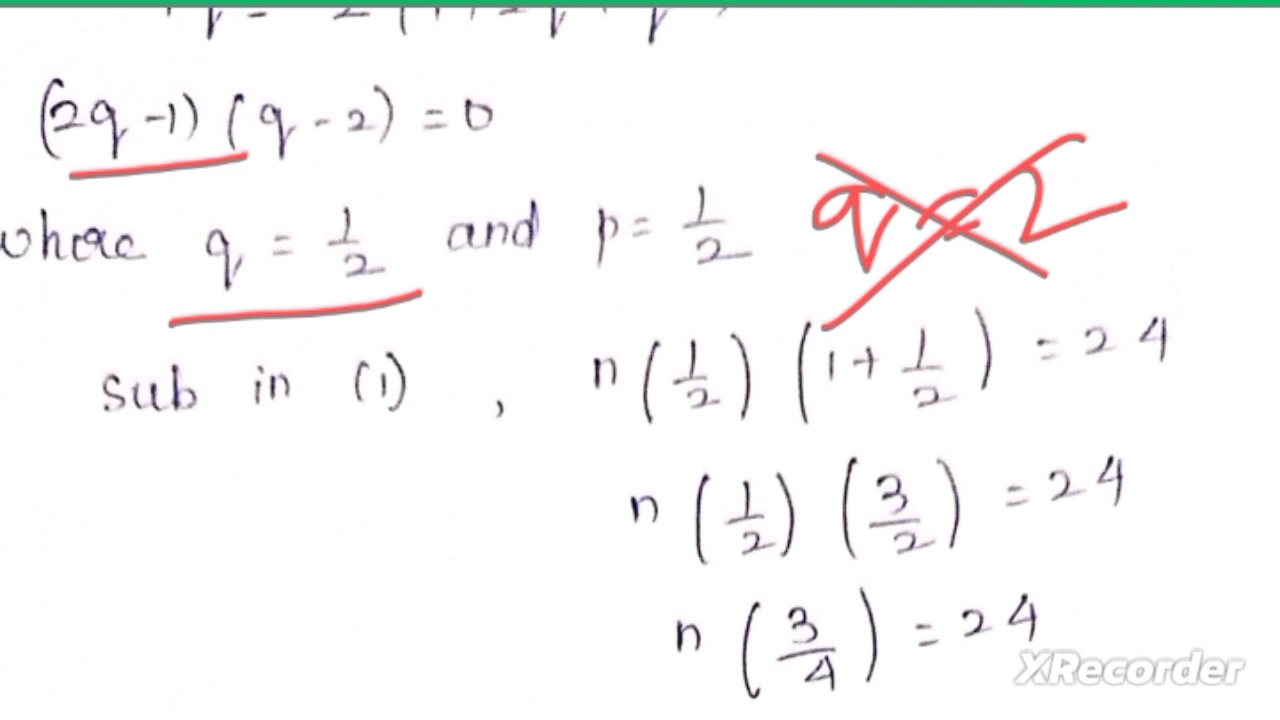 (2q - 1) (q - 2) = 0
where q = 1/2 and p = 1/2 q = 2
sub in (1) , n (1/2) (1 + 1/2) = 24
n (1/2) (3/2) = 24
n (3/4) = 24
XRecorder